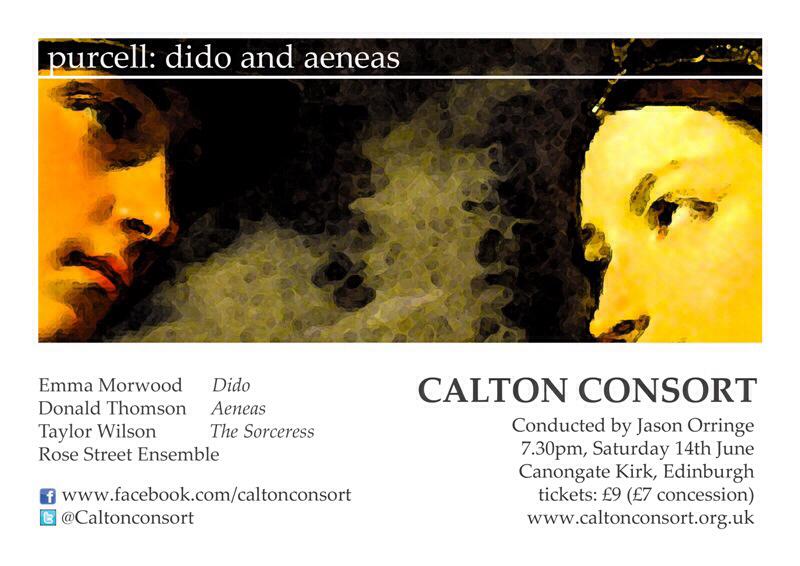 purcell: dido and aeneas
Emma Morwood Dido
Donald Thomson Aeneas
Taylor Wilson The Sorceress
Rose Street Ensemble
www.facebook.com/caltonconsort
@Caltonconsort
CALTON CONSORT
Conducted by Jason Orringe
7.30pm, Saturday 14th June
Canongate Kirk, Edinburgh
tickets: £9 (£7 concession)
www.caltonconsort.org.uk